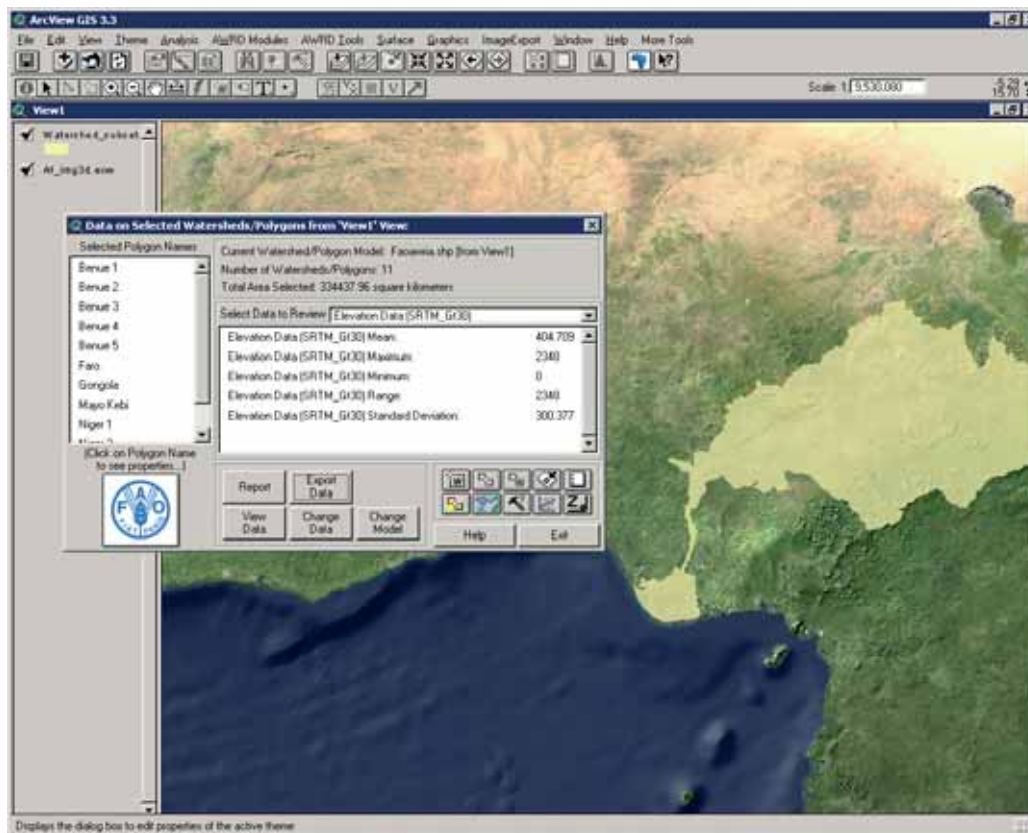 ArcView GIS 3.3
File Edit View Theme Analysis AWRD Modules AWRD Tools Surface Graphics ImageExport Window Help More Tools
Scale 1: 9,530,080
-5.29
15.70
View1
Watershed_subset
Af_img3d.
Data on Selected Watersheds/Polygons from 'View1' View:
Selected Polygon Names
Benue 1
Benue 2
Benue 3
Benue 4
Benue 5
Faro
Gongola
Mayo Kebi
Niger 1
(Click on Polygon Name
to see properties...)
FAO
FIAT PANIS
Current Watershed/Polygon Model: [from View1]
Number of Watersheds/Polygons: 11
Total Area Selected: 334437.96 square kilometers
Select Data to Review: Elevation Data (SRTM_Gt30)
Elevation Data (SRTM_Gt30) Mean: 404.709
Elevation Data (SRTM_Gt30) Maximum: 2340
Elevation Data (SRTM_Gt30) Minimum: 0
Elevation Data (SRTM_Gt30) Range: 2340
Elevation Data (SRTM_Gt30) Standard Deviation: 300.377
Report
Export Data
View Data
Change Data
Change Model
Help
Exit
Displays the dialog box to edit properties of the active theme